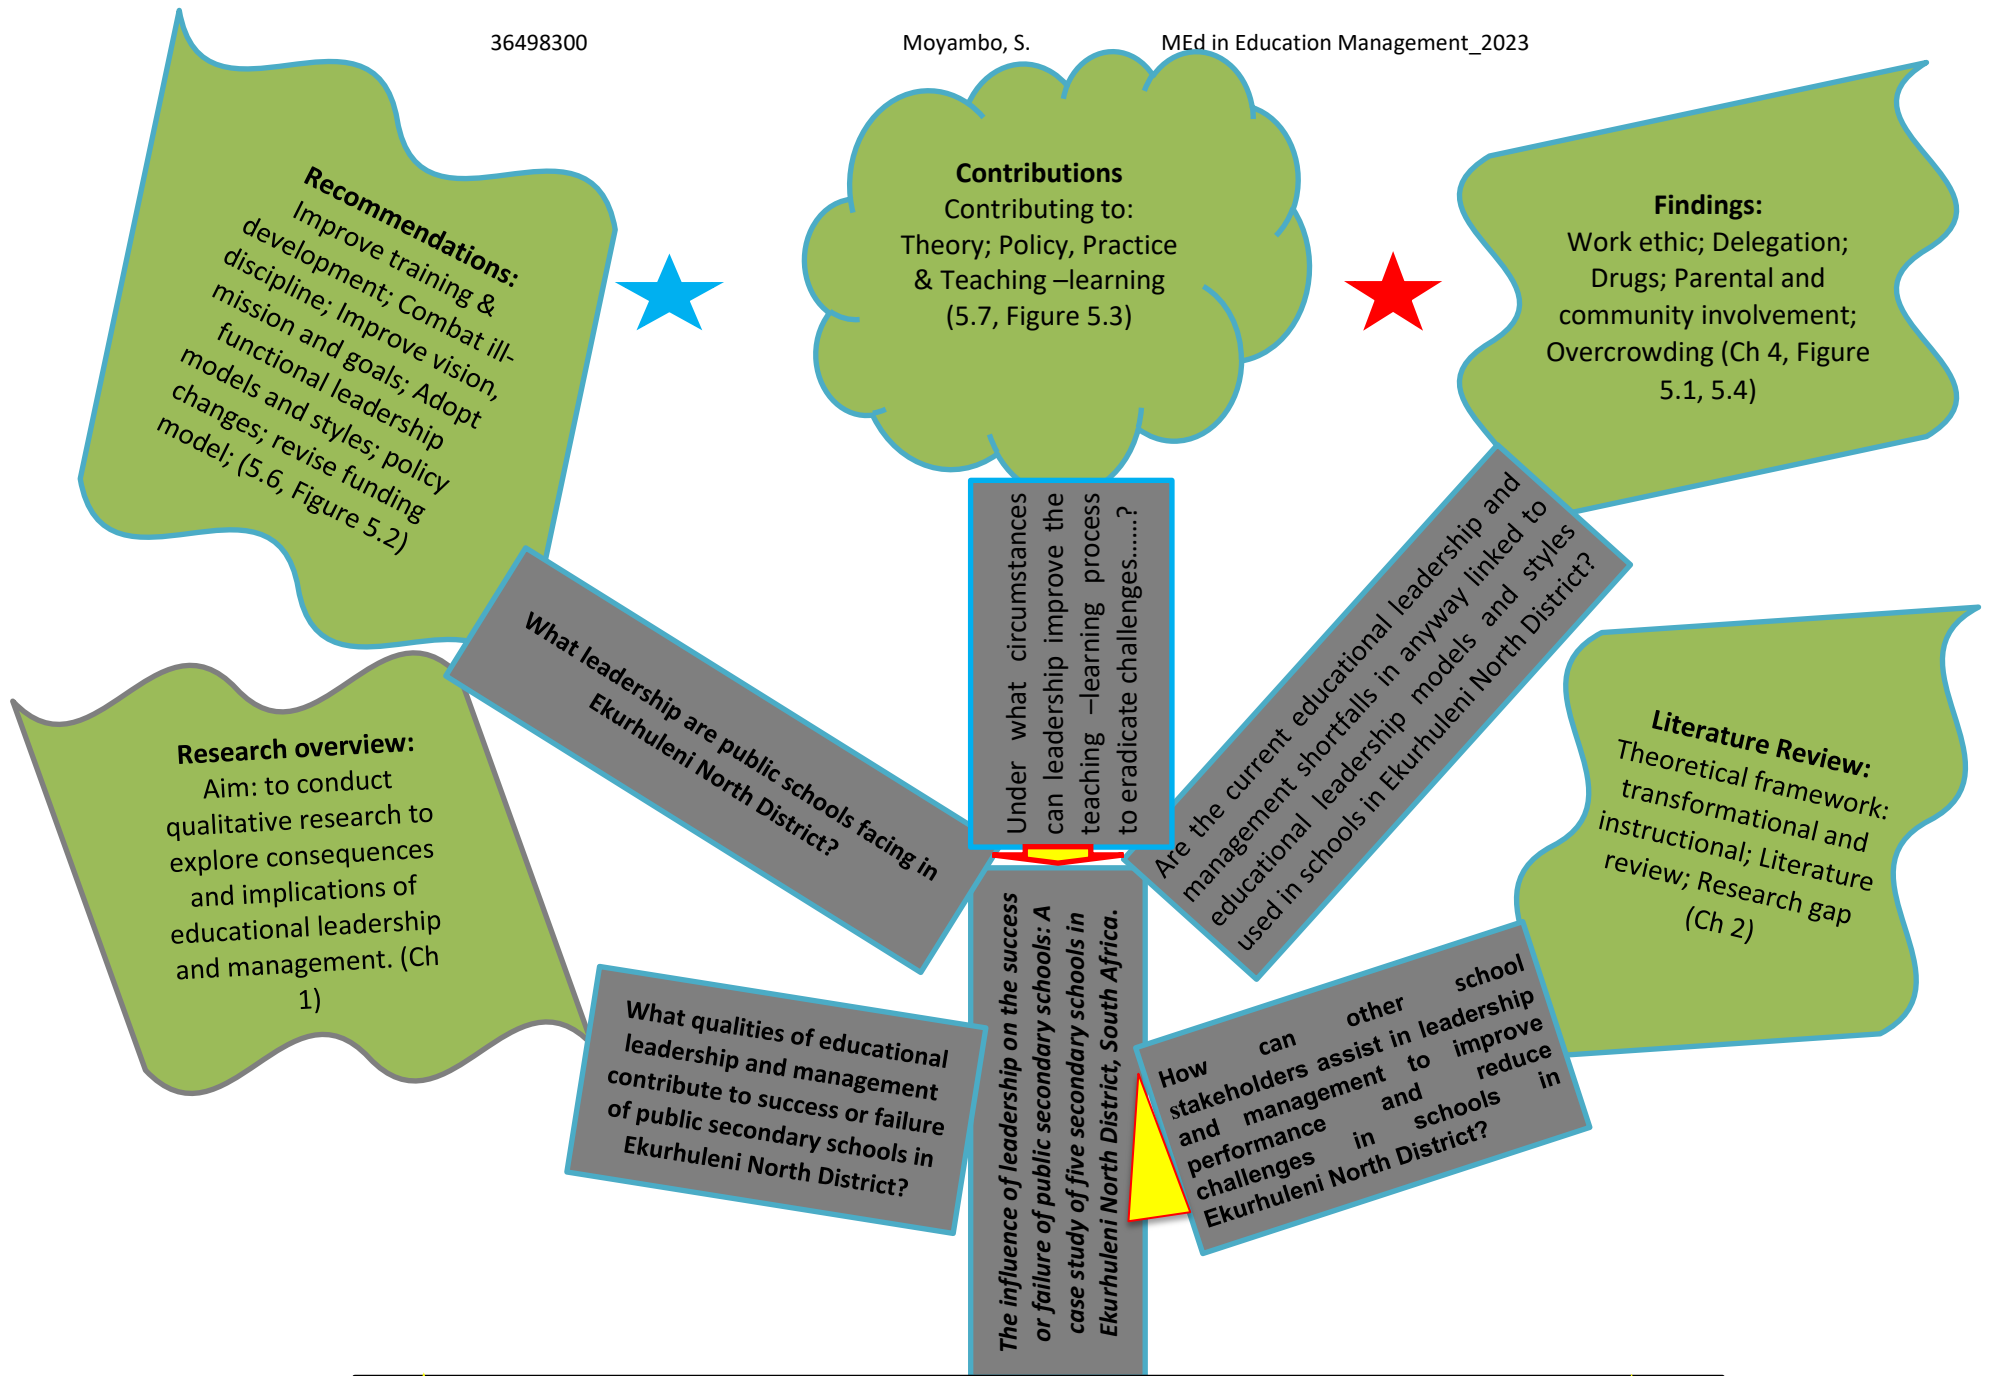 36498300 Moyambo, S. MEd in Education Management_2023
Recommendations:
Improve training &
development; Combat ill-
discipline; Improve vision,
mission and goals; Adopt
functional leadership
models and styles; policy
changes; revise funding
model; (5.6, Figure 5.2)
Contributions
Contributing to:
Theory; Policy, Practice
& Teaching –learning
(5.7, Figure 5.3)
Findings:
Work ethic; Delegation;
Drugs; Parental and
community involvement;
Overcrowding (Ch 4, Figure
5.1, 5.4)
What leadership are public schools facing in
Ekurhuleni North District?
Under what circumstances
can leadership improve the
teaching –learning process
to eradicate challenges......?
Are the current educational leadership and
management shortfalls in anyway linked to
educational leadership models and styles
used in schools in Ekurhuleni North District?
Research overview:
Aim: to conduct
qualitative research to
explore consequences
and implications of
educational leadership
and management. (Ch
1)
Literature Review:
Theoretical framework:
transformational and
instructional; Literature
review; Research gap
(Ch 2)
What qualities of educational
leadership and management
contribute to success or failure
of public secondary schools in
Ekurhuleni North District?
The influence of leadership on the success
or failure of public secondary schools: A
case study of five secondary schools in
Ekurhuleni North District, South Africa.
How can other school
stakeholders assist in leadership
and management to improve
performance and reduce
challenges in schools in
Ekurhuleni North District?